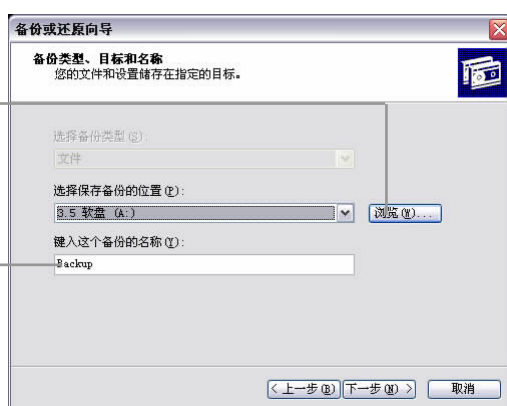 备份或还原向导
备份类型、目标和名称
您的文件和设置储存在指定的目标。
选择备份类型(S):
文件
选择保存备份的位置(P):
3.5 软盘 (A:)
浏览(W)...
键入这个备份的名称(Y):
Backup
< 上一步(B)
下一步(N) >
取消